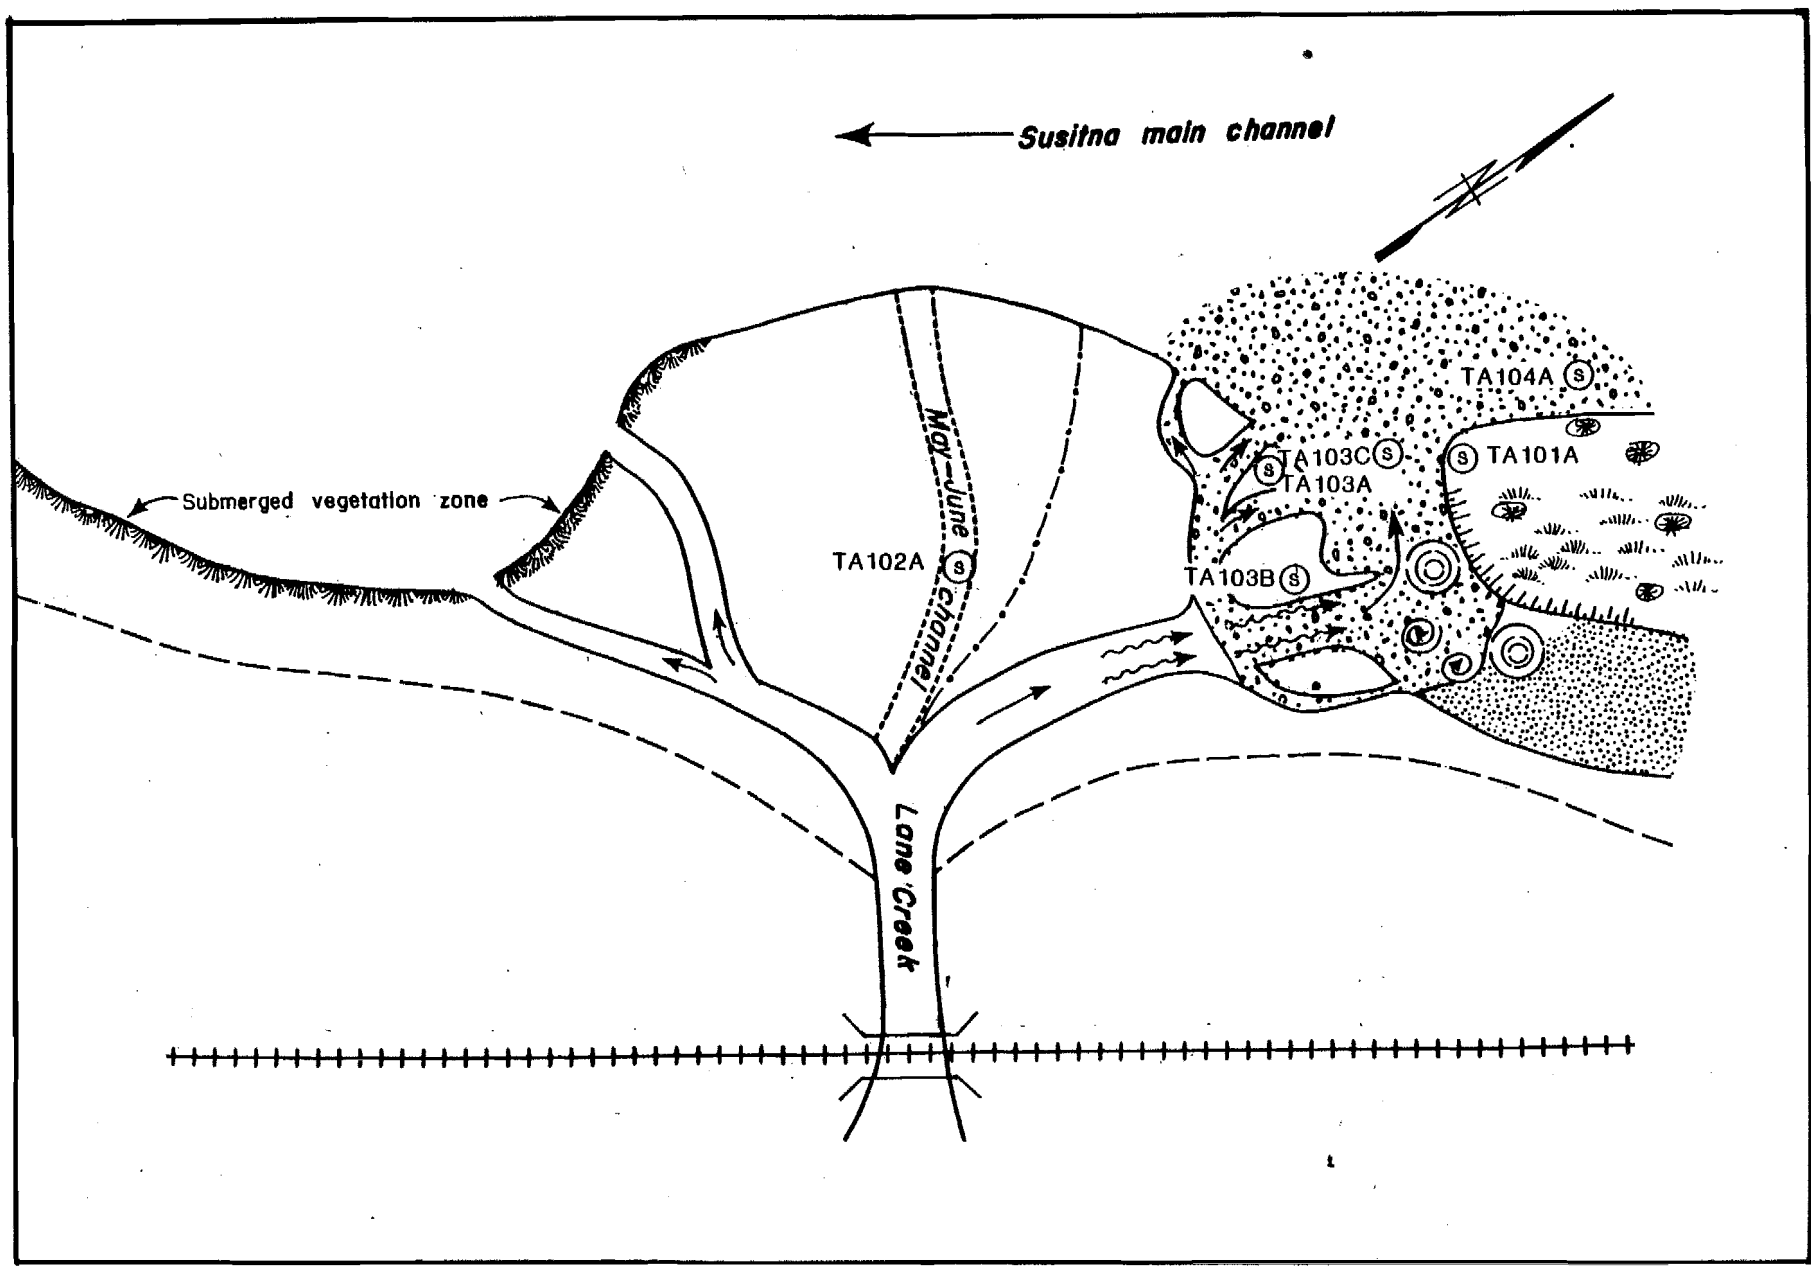 Susitna main channel
TA104A S
TA103C S
S TA101A
S TA103A
Submerged vegetation zone
May-June channel
TA102A S
TA103B S
Lane Creek